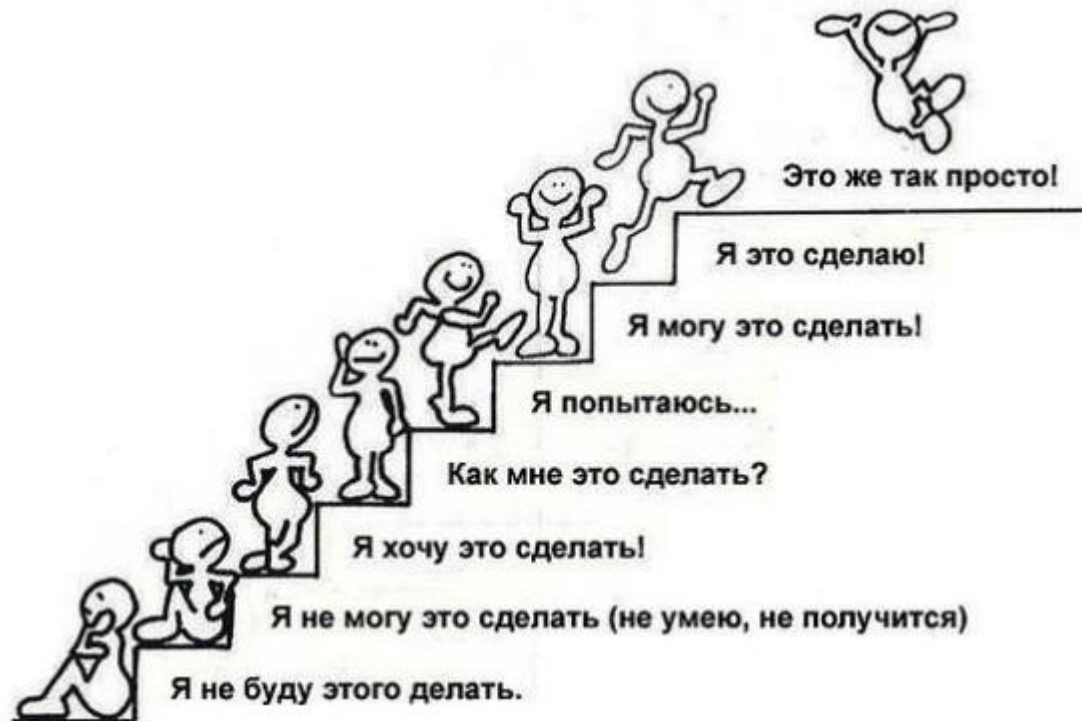 Это же так просто!
Я это сделаю!
Я могу это сделать!
Я попытаюсь...
Как мне это сделать?
Я хочу это сделать!
Я не могу это сделать (не умею, не получится)
Я не буду этого делать.